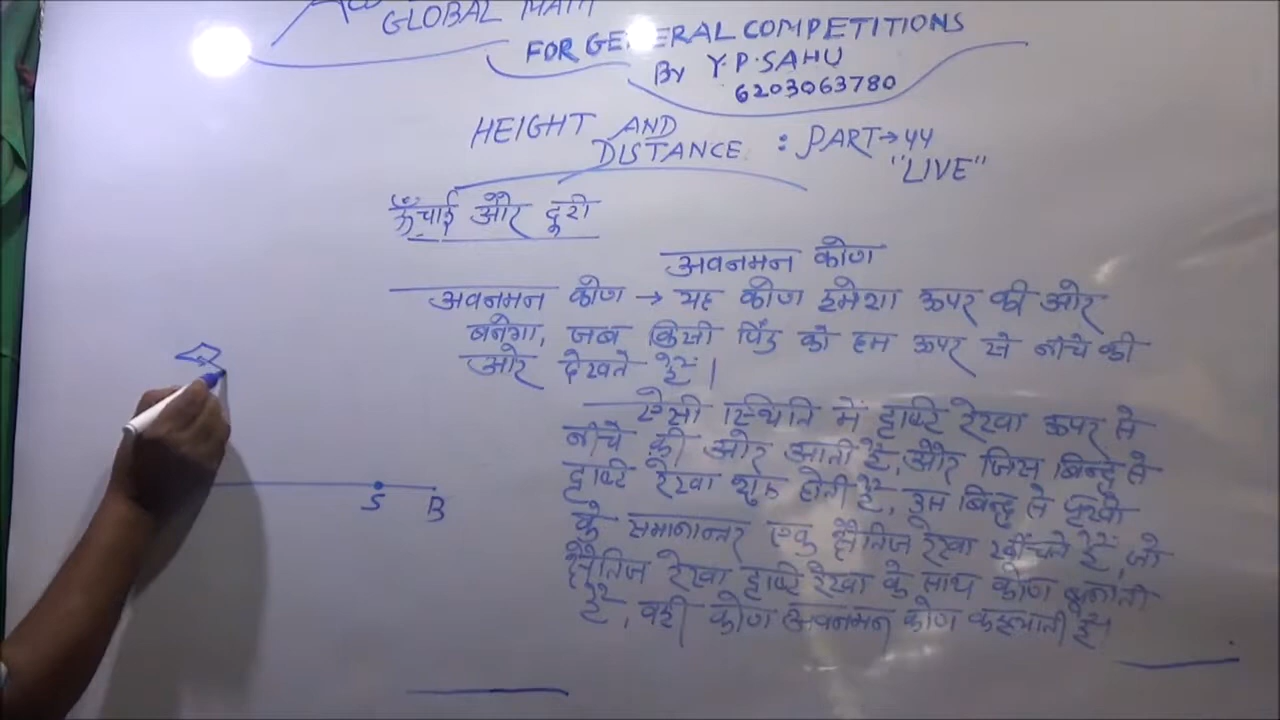 GLOBAL MATH
FOR GENERAL COMPETITIONS
By Y.P.SAHU
6203063780
HEIGHT AND
DISTANCE : PART→44
"LIVE"
ऊँचाई और दूरी
अवनमन कोण
अवनमन कोण → यह कोण हमेशा ऊपर की ओर
बनेगा, जब किसी पिंड को हम ऊपर से नीचे की
ओर देखते हैं।
ऐसी स्थिति में दृष्टि रेखा ऊपर से
नीचे की ओर आती है, और जिस बिन्दु से
दृष्टि रेखा शुरू होती है, उस बिन्दु से पृथ्वी
के समानान्तर एक क्षैतिज रेखा खींचते हैं, जो
क्षैतिज रेखा दृष्टि रेखा के साथ कोण बनाती
है, वही कोण अवनमन कोण कहलाती है।
S B